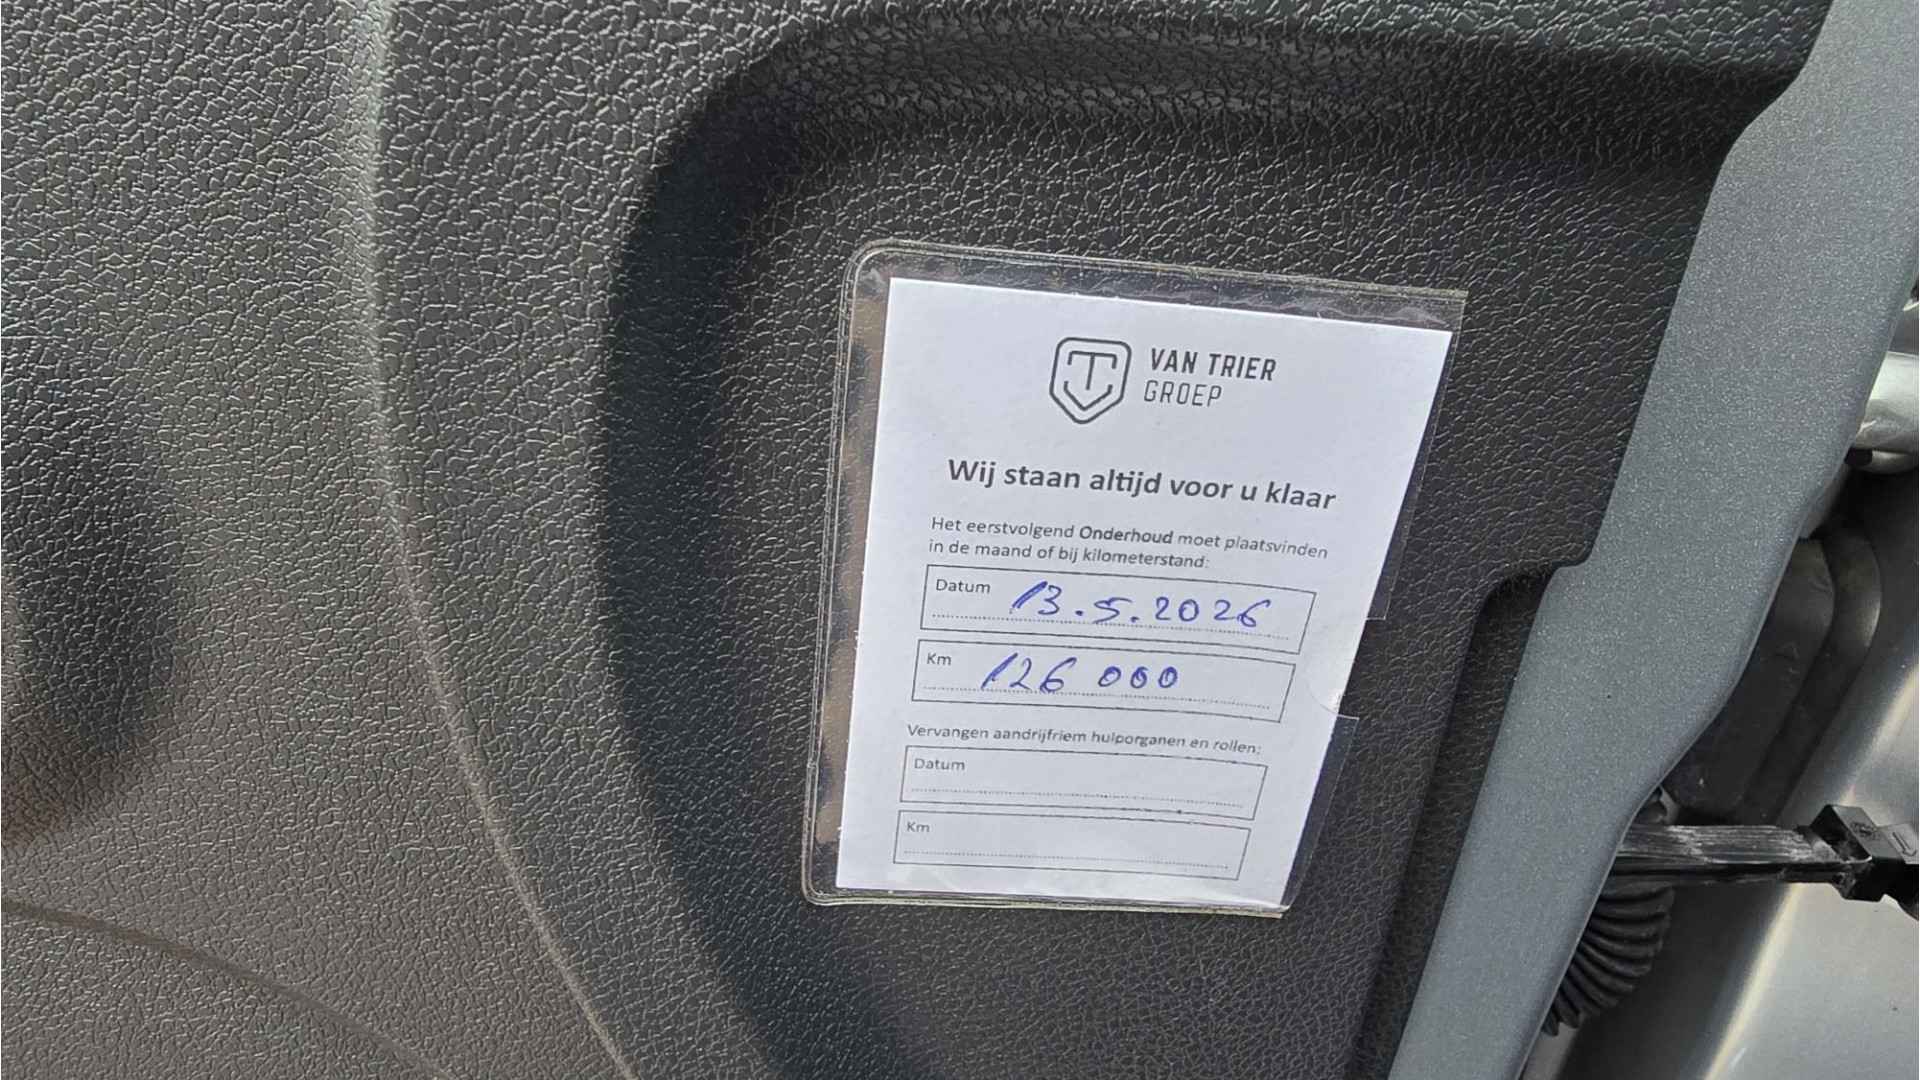 VAN TRIER
GROEP
Wij staan altijd voor u klaar
Het eerstvolgend Onderhoud moet plaatsvinden
in de maand of bij kilometerstand:
Datum 13.5.2026
Km 126 000
Vervangen aandrijfriem hulporganen en rollen:
Datum
Km